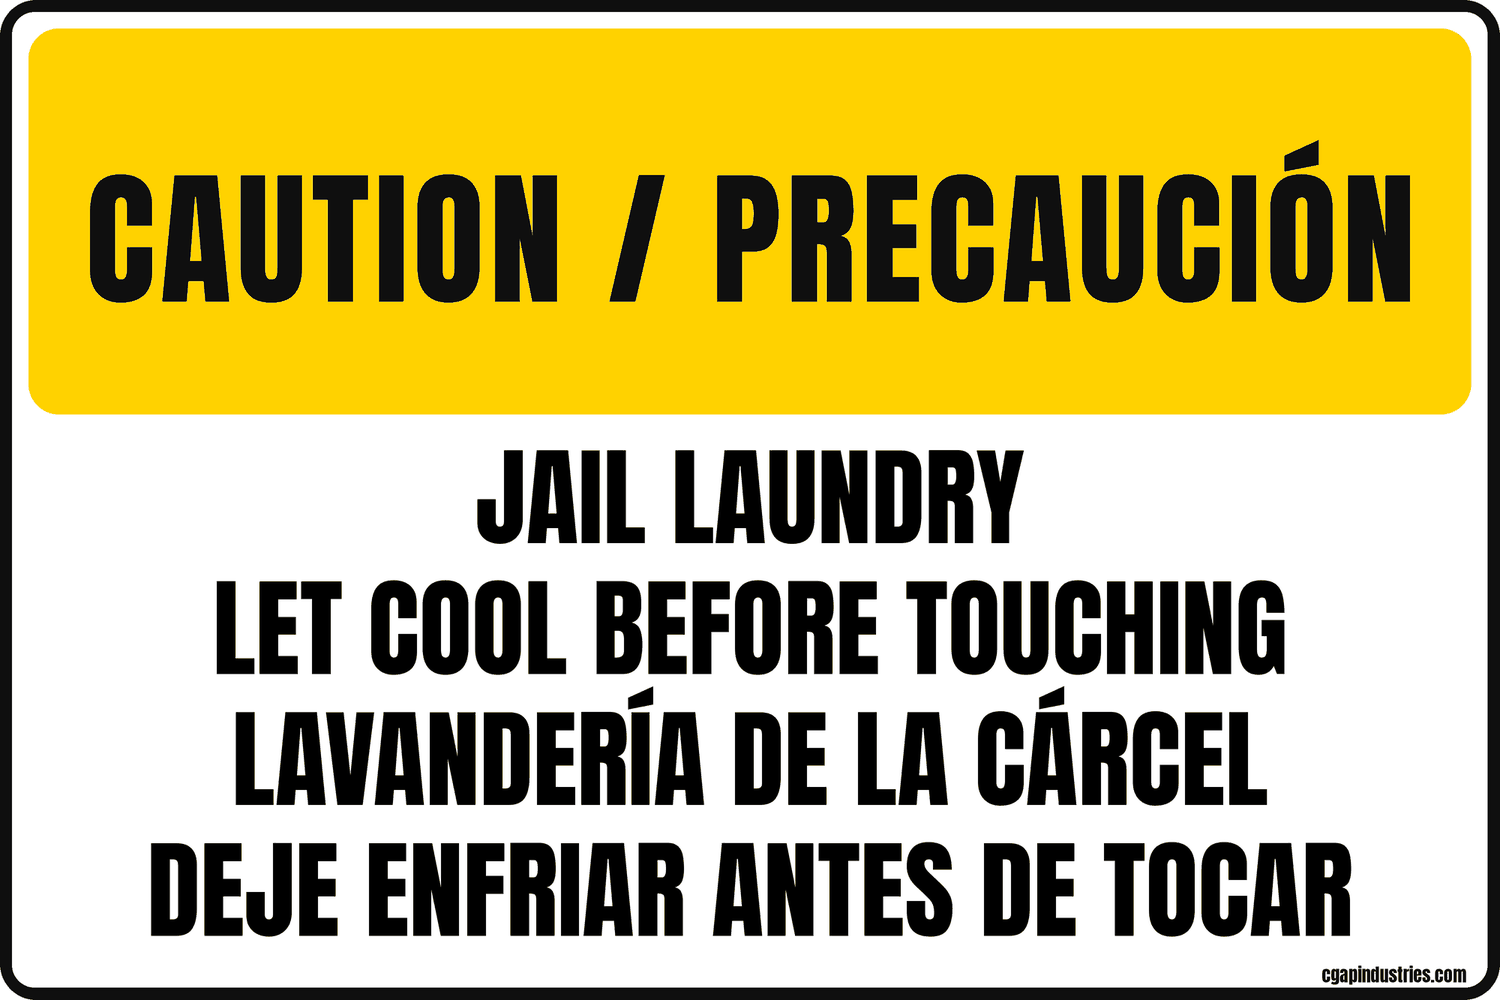 CAUTION / PRECAUCIÓN
JAIL LAUNDRY
LET COOL BEFORE TOUCHING
LAVANDERÍA DE LA CÁRCEL
DEJE ENFRIAR ANTES DE TOCAR
cgapindustries.com